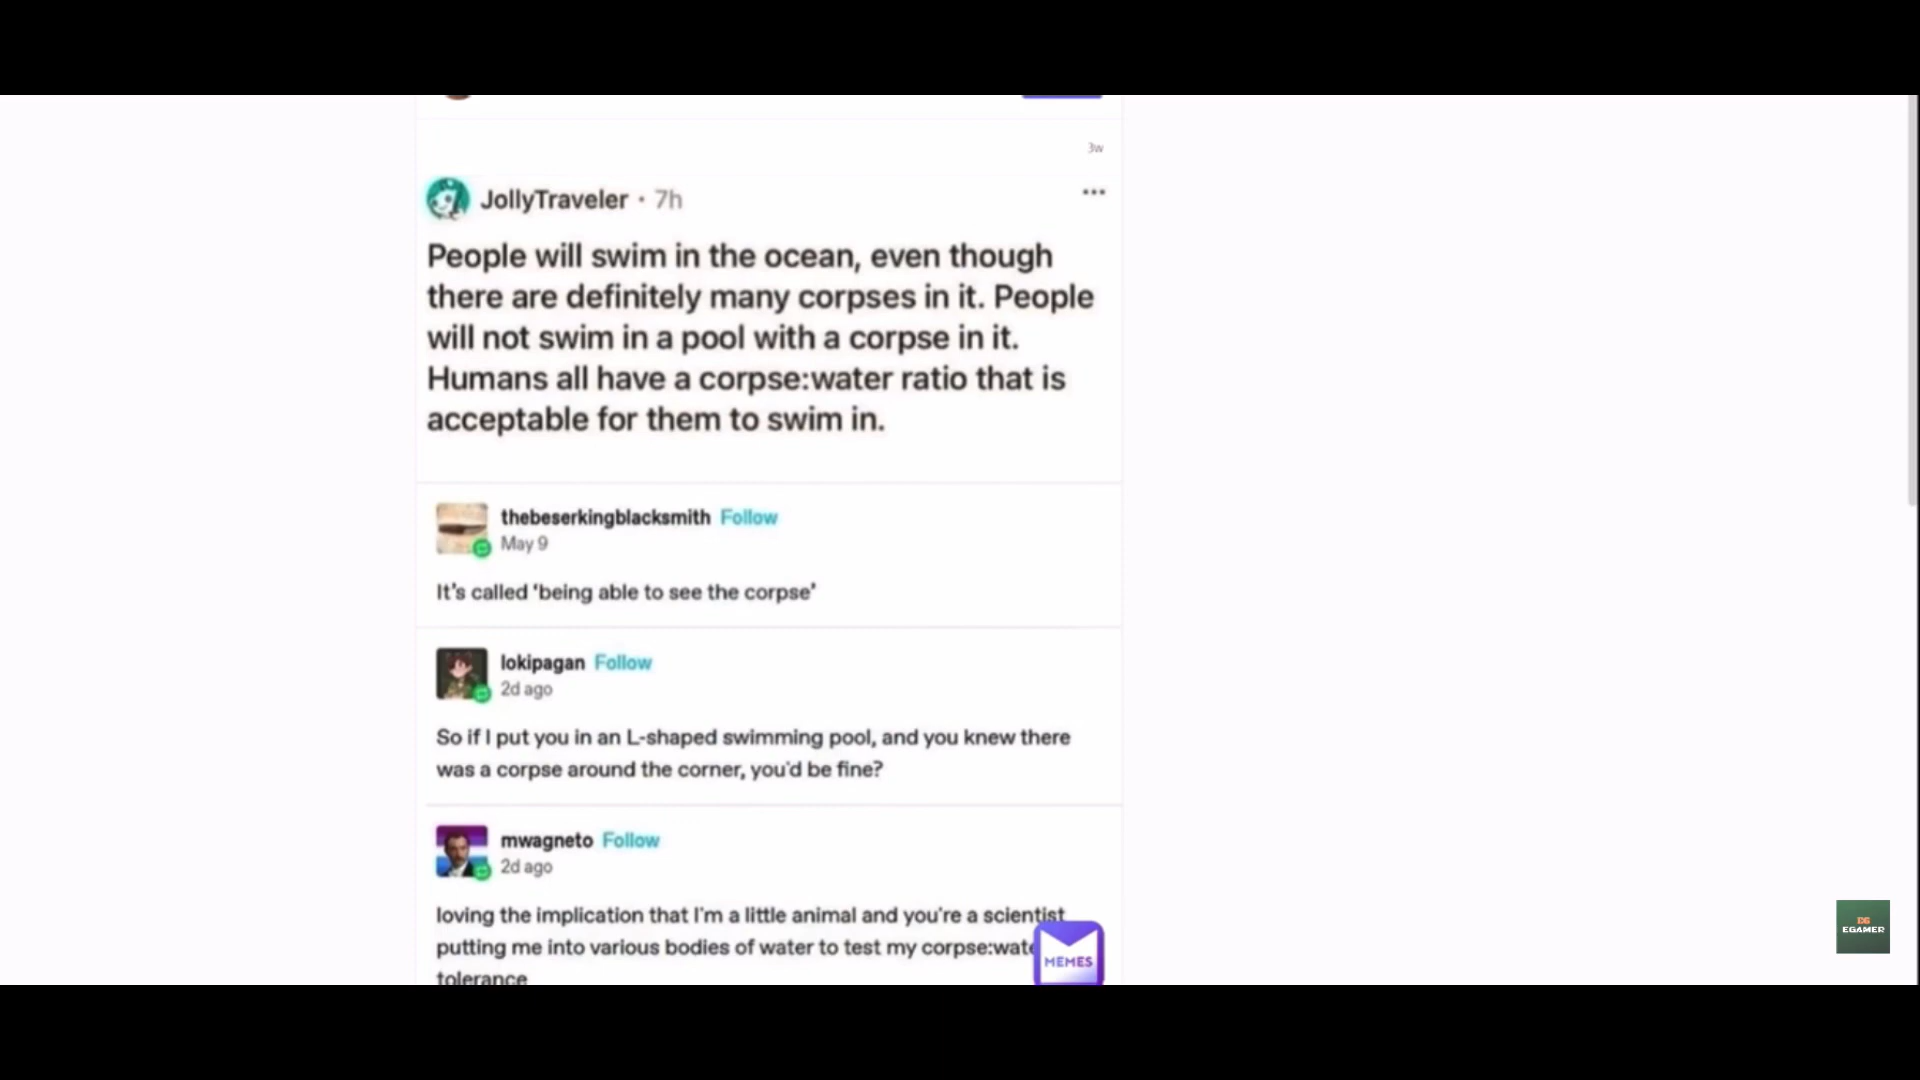 3w
JollyTraveler · 7h
People will swim in the ocean, even though
there are definitely many corpses in it. People
will not swim in a pool with a corpse in it.
Humans all have a corpse:water ratio that is
acceptable for them to swim in.
thebeserkingblacksmith Follow
May 9
It's called 'being able to see the corpse'
lokipagan Follow
2d ago
So if I put you in an L-shaped swimming pool, and you knew there
was a corpse around the corner, you'd be fine?
mwagneto Follow
2d ago
loving the implication that I'm a little animal and you're a scientist
putting me into various bodies of water to test my corpse:wate
tolerance
MEMES
EG
EGAMER